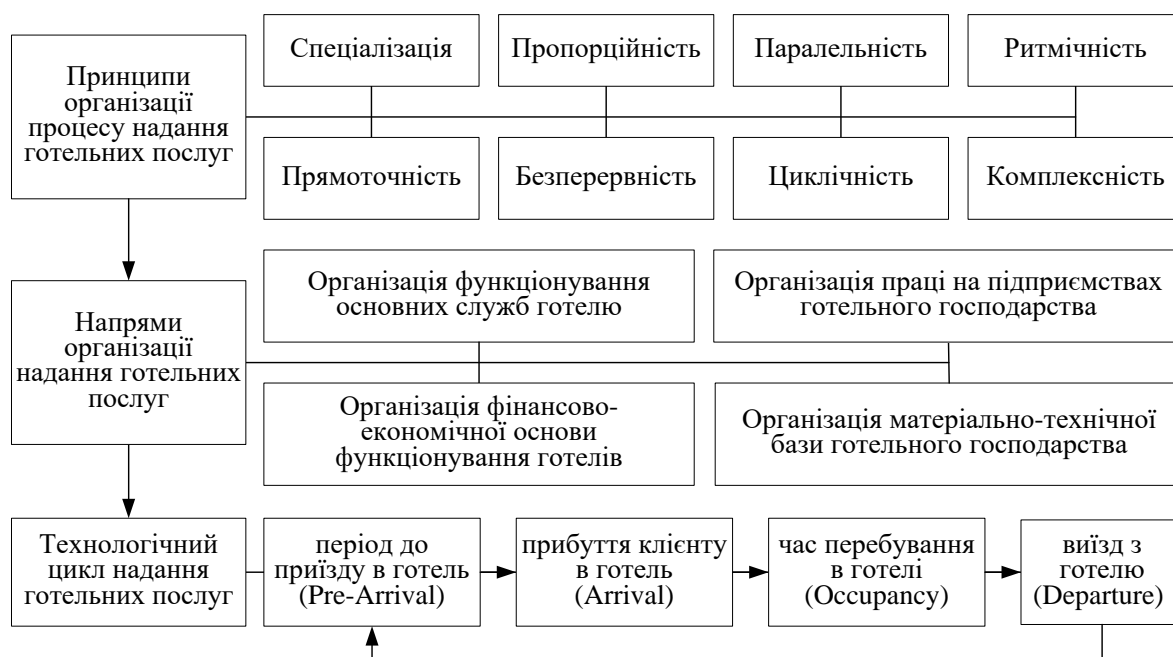 Принципи
організації
процесу надання
готельних послуг
Спеціалізація
Пропорційність
Паралельність
Ритмічність
Прямоточність
Безперервність
Циклічність
Комплексність
Напрями
організації
надання готельних
послуг
Організація функціонування
основних служб готелю
Організація праці на підприємствах
готельного господарства
Організація фінансово-
економічної основи
функціонування готелів
Організація матеріально-технічної
бази готельного господарства
Технологічний
цикл надання
готельних послуг
період до
приїзду в готель
(Pre-Arrival)
прибуття клієнту
в готель
(Arrival)
час перебування
в готелі
(Occupancy)
виїзд з
готелю
(Departure)